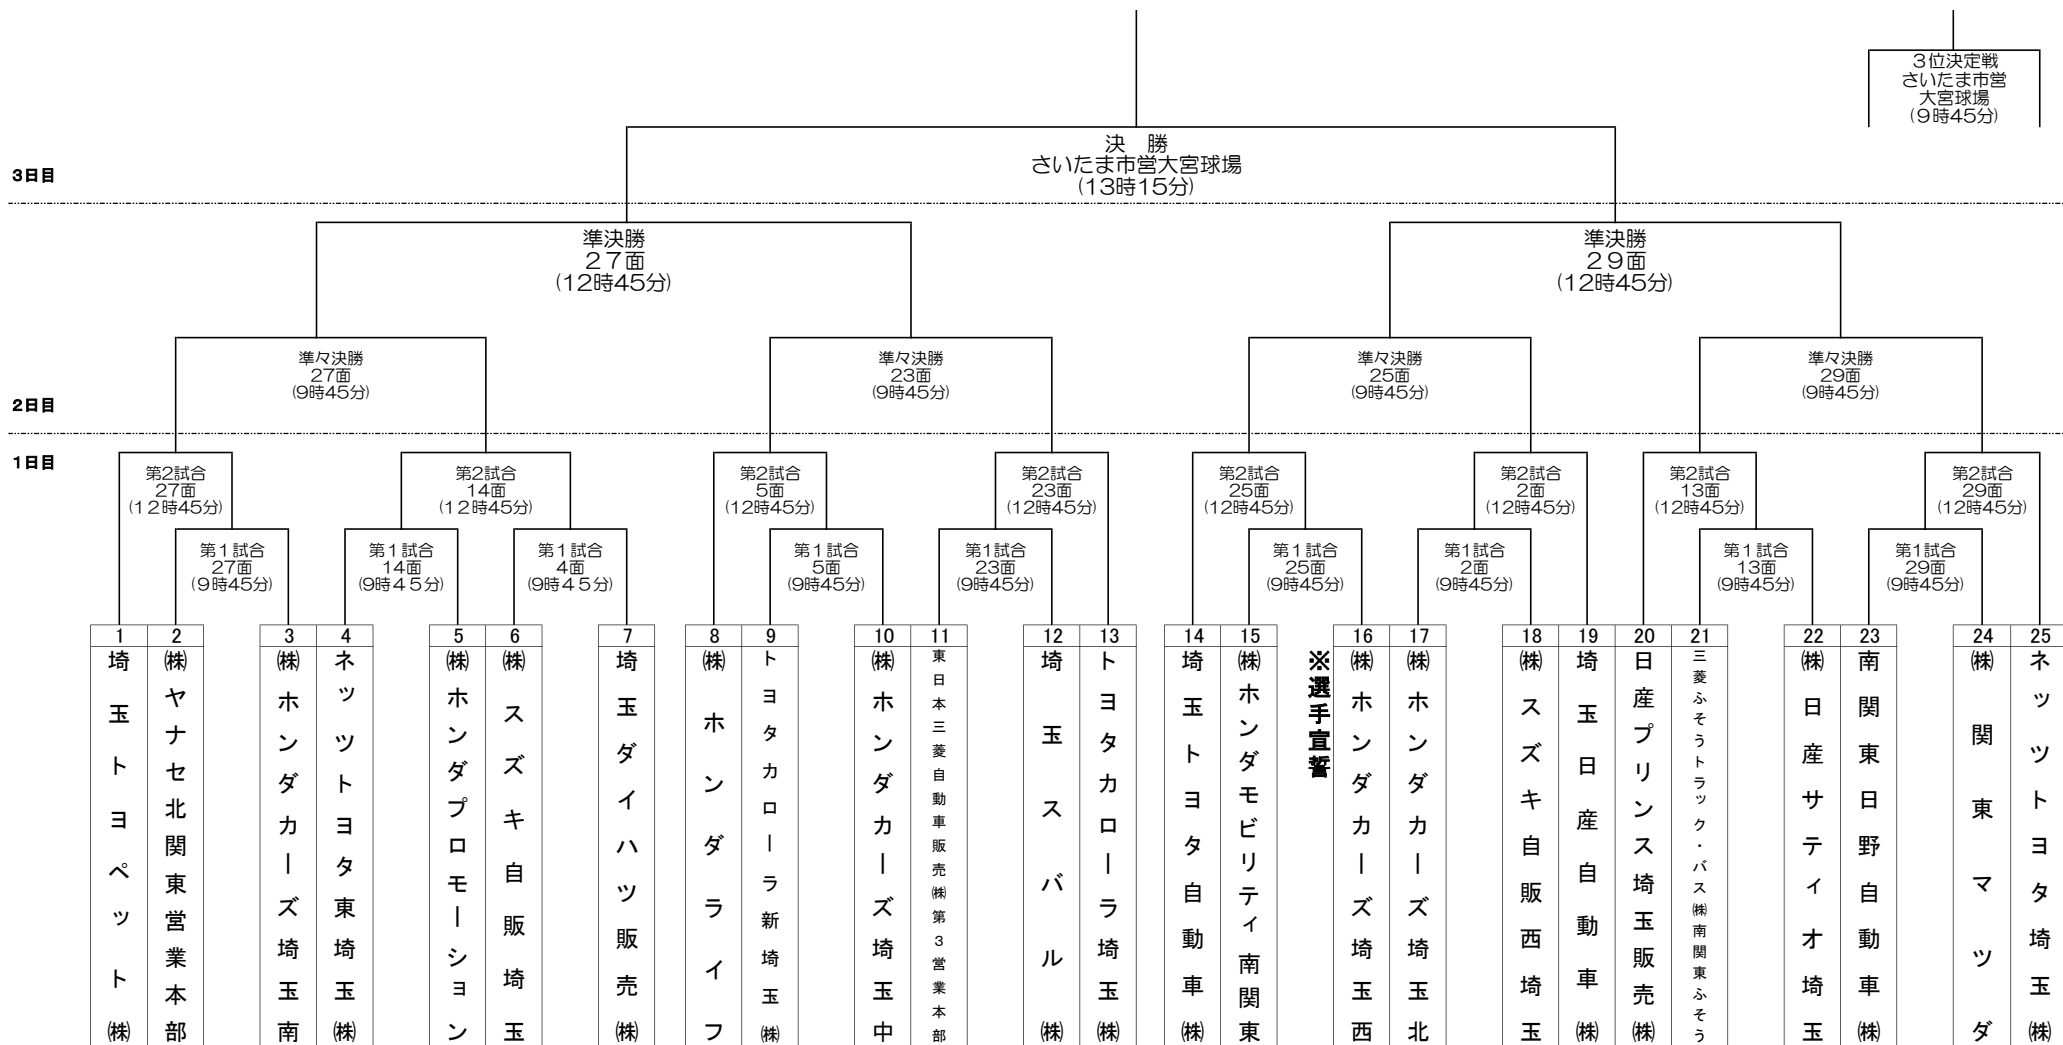 3位決定戦
さいたま市営
大宮球場
(9時45分)
決　勝
さいたま市営大宮球場
(13時15分)
3日目
準決勝
27面
(12時45分)
準決勝
29面
(12時45分)
準々決勝
27面
(9時45分)
準々決勝
23面
(9時45分)
準々決勝
25面
(9時45分)
準々決勝
29面
(9時45分)
2日目
1日目
第2試合
27面
(12時45分)
第2試合
14面
(12時45分)
第2試合
5面
(12時45分)
第2試合
23面
(12時45分)
第2試合
25面
(12時45分)
第2試合
2面
(12時45分)
第2試合
13面
(12時45分)
第2試合
29面
(12時45分)
第1試合
27面
(9時45分)
第1試合
14面
(9時45分)
第1試合
4面
(9時45分)
第1試合
5面
(9時45分)
第1試合
23面
(9時45分)
第1試合
25面
(9時45分)
第1試合
2面
(9時45分)
第1試合
13面
(9時45分)
第1試合
29面
(9時45分)
1
埼玉トヨペット㈱
2
㈱ヤナセ北関東営業本部
3
㈱ホンダカーズ埼玉南
4
ネッツトヨタ東埼玉㈱
5
㈱ホンダプロモーション
6
㈱スズキ自販埼玉
7
埼玉ダイハツ販売㈱
8
㈱ホンダライフ
9
トヨタカローラ新埼玉㈱
10
㈱ホンダカーズ埼玉中
11
東日本三菱自動車販売㈱第3営業本部
12
埼玉スバル㈱
13
トヨタカローラ埼玉㈱
14
埼玉トヨタ自動車㈱
15
㈱ホンダモビリティ南関東
※選手宣誓
16
㈱ホンダカーズ埼玉西
17
㈱ホンダカーズ埼玉北
18
㈱スズキ自販西埼玉
19
埼玉日産自動車㈱
20
日産プリンス埼玉販売㈱
21
三菱ふそうトラック・バス㈱南関東ふそう
22
㈱日産サティオ埼玉
23
南関東日野自動車㈱
24
㈱関東マツダ
25
ネッツトヨタ埼玉㈱